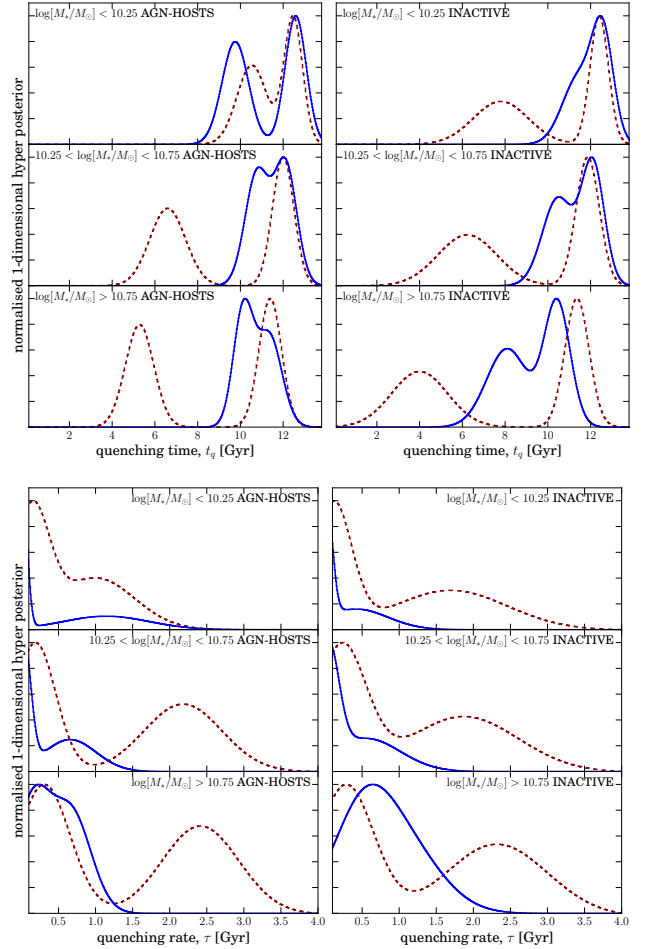 log[M*/M⊙] < 10.25 AGN-HOSTS
log[M*/M⊙] < 10.25 INACTIVE
10.25 < log[M*/M⊙] < 10.75 AGN-HOSTS
10.25 < log[M*/M⊙] < 10.75 INACTIVE
log[M*/M⊙] > 10.75 AGN-HOSTS
log[M*/M⊙] > 10.75 INACTIVE
normalised 1-dimensional hyper posterior
2 4 6 8 10 12
2 4 6 8 10 12
quenching time, t_q [Gyr]
quenching time, t_q [Gyr]
log[M*/M⊙] < 10.25 AGN-HOSTS
log[M*/M⊙] < 10.25 INACTIVE
10.25 < log[M*/M⊙] < 10.75 AGN-HOSTS
10.25 < log[M*/M⊙] < 10.75 INACTIVE
log[M*/M⊙] > 10.75 AGN-HOSTS
log[M*/M⊙] > 10.75 INACTIVE
normalised 1-dimensional hyper posterior
0.5 1.0 1.5 2.0 2.5 3.0 3.5 4.0
0.5 1.0 1.5 2.0 2.5 3.0 3.5 4.0
quenching rate, τ [Gyr]
quenching rate, τ [Gyr]